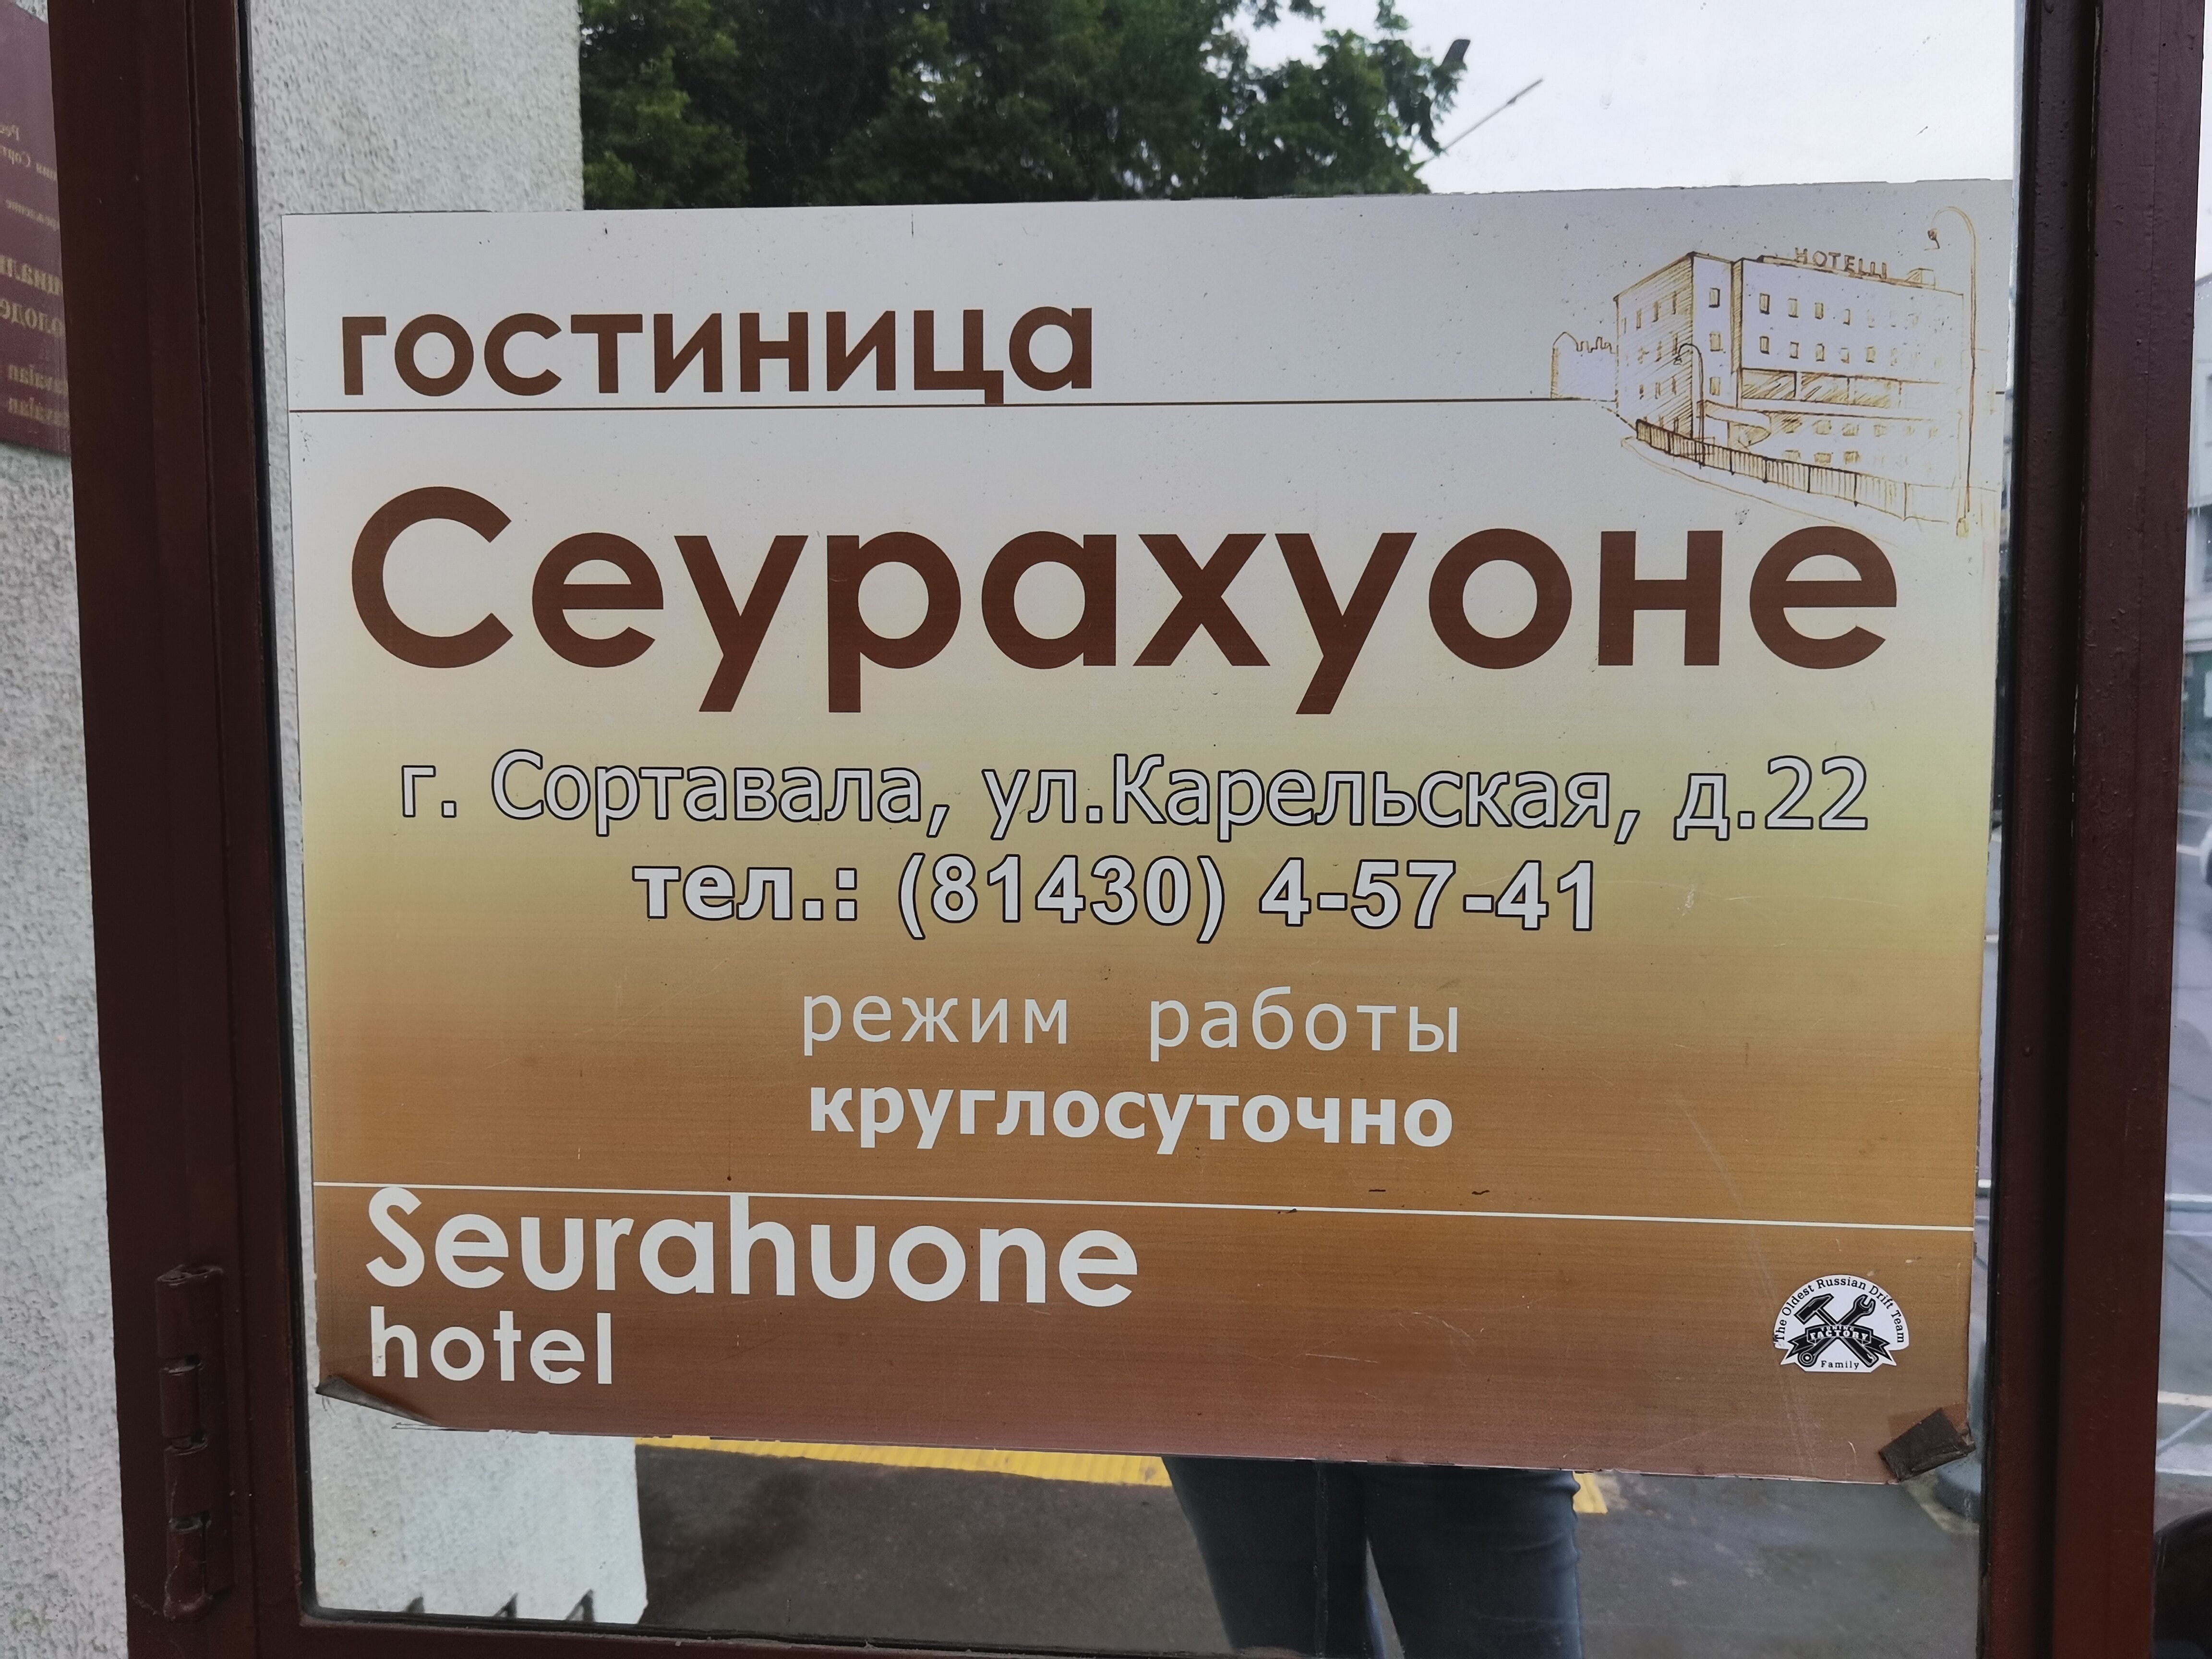 гостиница
HOTELLI
Сеурахуоне
г. Сортавала, ул.Карельская, д.22
тел.: (81430) 4-57-41
режим работы
круглосуточно
Seurahuone
hotel
The Oldest Russian Drift Team
FACTORY
Family